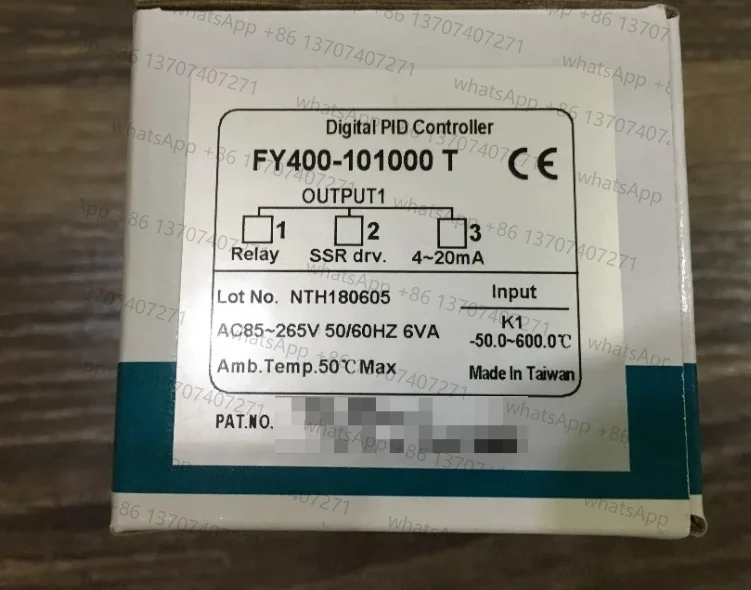 Digital PID Controller
FY400-101000 T CE
OUTPUT1
1 2 3
Relay SSR drv. 4~20mA
Lot No. NTH180605
Input
AC85~265V 50/60HZ 6VA
K1
-50.0~600.0℃
Amb.Temp.50℃Max
Made In Taiwan
PAT.NO.
whatsApp +86 13707407271